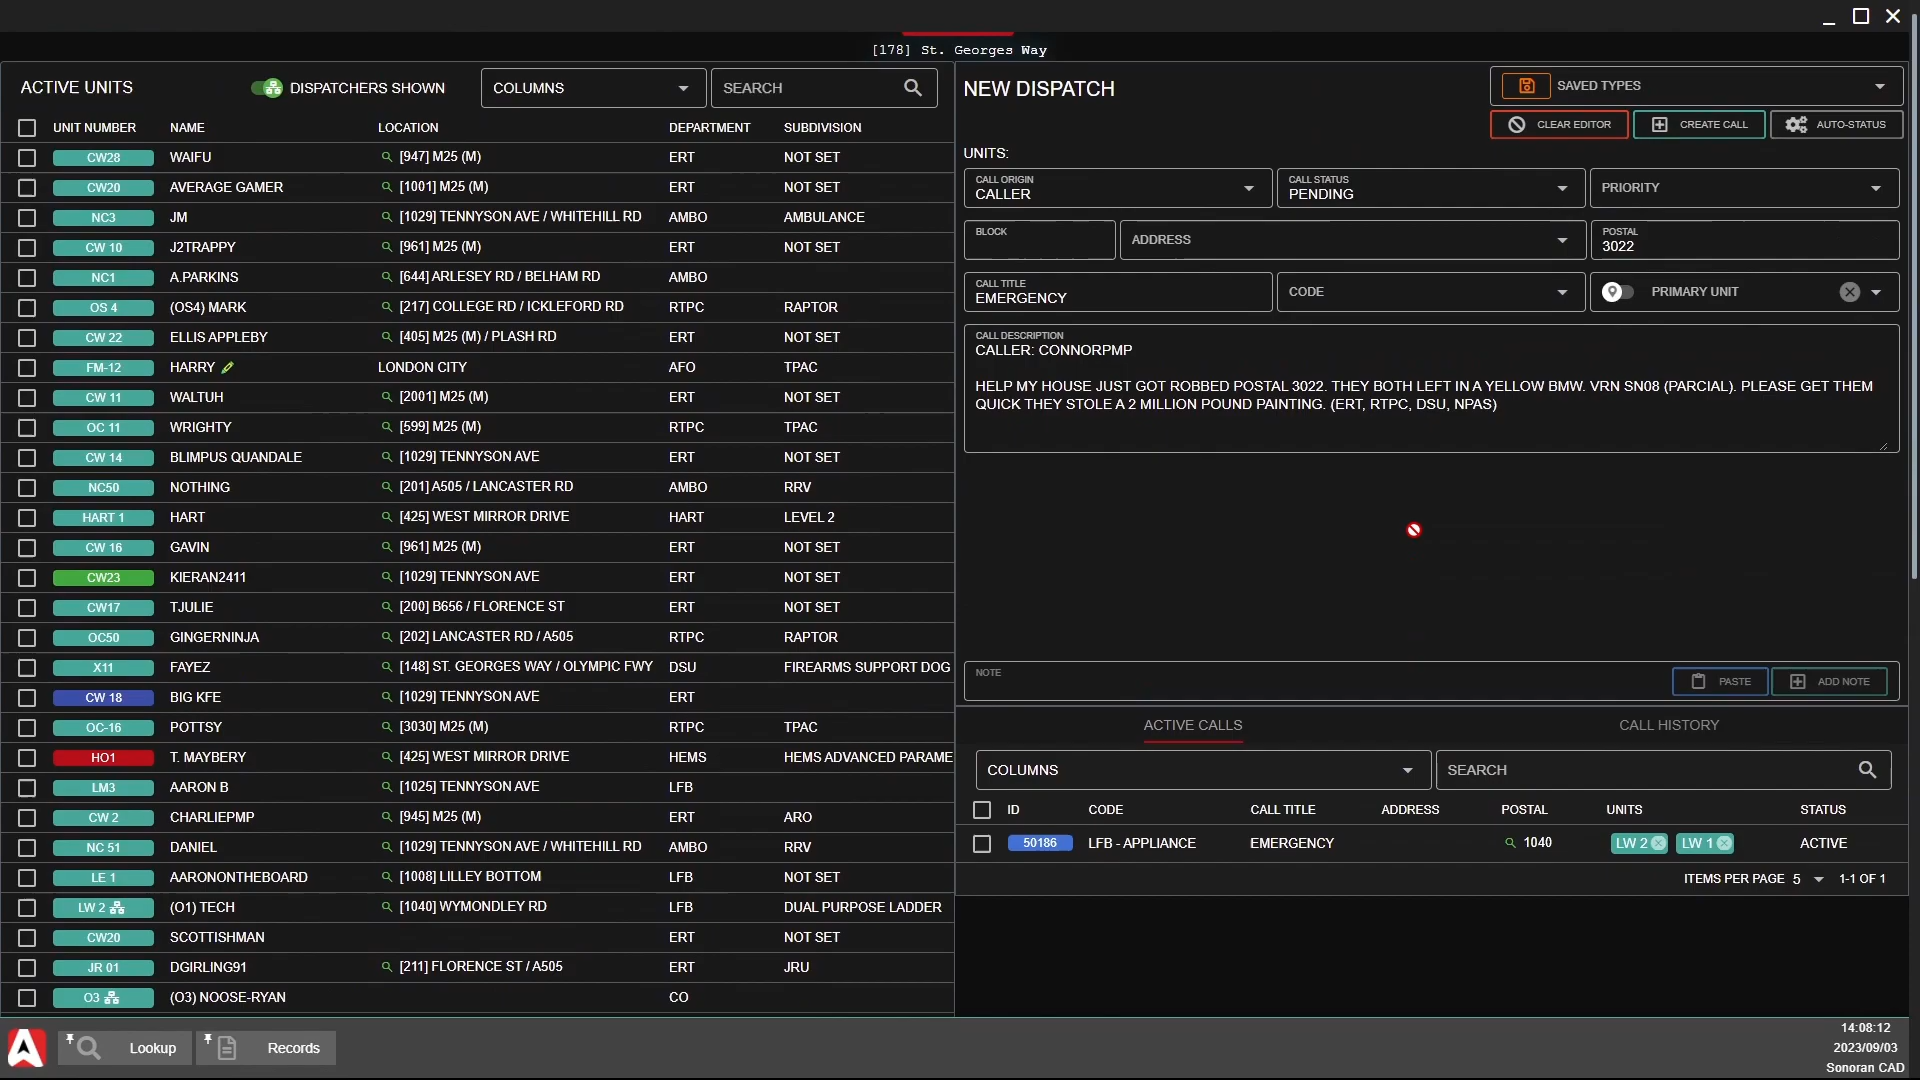 [178] St. Georges Way
ACTIVE UNITS
DISPATCHERS SHOWN
COLUMNS
SEARCH
UNIT NUMBER NAME LOCATION DEPARTMENT SUBDIVISION
CW28 WAIFU [947] M25 (M) ERT NOT SET
CW20 AVERAGE GAMER [1001] M25 (M) ERT NOT SET
NC3 JM [1029] TENNYSON AVE / WHITEHILL RD AMBO AMBULANCE
CW 10 J2TRAPPY [961] M25 (M) ERT NOT SET
NC1 A.PARKINS [644] ARLESEY RD / BELHAM RD AMBO
OS 4 (OS4) MARK [217] COLLEGE RD / ICKLEFORD RD RTPC RAPTOR
CW 22 ELLIS APPLEBY [405] M25 (M) / PLASH RD ERT NOT SET
FM-12 HARRY LONDON CITY AFO TPAC
CW 11 WALTUH [2001] M25 (M) ERT NOT SET
OC 11 WRIGHTY [599] M25 (M) RTPC TPAC
CW 14 BLIMPUS QUANDALE [1029] TENNYSON AVE ERT NOT SET
NC50 NOTHING [201] A505 / LANCASTER RD AMBO RRV
HART 1 HART [425] WEST MIRROR DRIVE HART LEVEL 2
CW 16 GAVIN [961] M25 (M) ERT NOT SET
CW23 KIERAN2411 [1029] TENNYSON AVE ERT NOT SET
CW17 TJULIE [200] B656 / FLORENCE ST ERT NOT SET
OC50 GINGERNINJA [202] LANCASTER RD / A505 RTPC RAPTOR
X11 FAYEZ [148] ST. GEORGES WAY / OLYMPIC FWY DSU FIREARMS SUPPORT DOG
CW 18 BIG KFE [1029] TENNYSON AVE ERT
OC-16 POTTSY [3030] M25 (M) RTPC TPAC
HO1 T. MAYBERY [425] WEST MIRROR DRIVE HEMS HEMS ADVANCED PARAME
LM3 AARON B [1025] TENNYSON AVE LFB
CW 2 CHARLIEPMP [945] M25 (M) ERT ARO
NC 51 DANIEL [1029] TENNYSON AVE / WHITEHILL RD AMBO RRV
LE 1 AARONONTHEBOARD [1008] LILLEY BOTTOM LFB NOT SET
LW 2 (O1) TECH [1040] WYMONDLEY RD LFB DUAL PURPOSE LADDER
CW20 SCOTTISHMAN ERT NOT SET
JR 01 DGIRLING91 [211] FLORENCE ST / A505 ERT JRU
O3 (O3) NOOSE-RYAN CO
NEW DISPATCH
SAVED TYPES
CLEAR EDITOR
CREATE CALL
AUTO-STATUS
UNITS:
CALL ORIGIN
CALLER
CALL STATUS
PENDING
PRIORITY
BLOCK
ADDRESS
POSTAL
3022
CALL TITLE
EMERGENCY
CODE
PRIMARY UNIT
CALL DESCRIPTION
CALLER: CONNORPMP
HELP MY HOUSE JUST GOT ROBBED POSTAL 3022. THEY BOTH LEFT IN A YELLOW BMW. VRN SN08 (PARCIAL). PLEASE GET THEM
QUICK THEY STOLE A 2 MILLION POUND PAINTING. (ERT, RTPC, DSU, NPAS)
NOTE
PASTE
ADD NOTE
ACTIVE CALLS
CALL HISTORY
COLUMNS
SEARCH
ID CODE CALL TITLE ADDRESS POSTAL UNITS STATUS
50186 LFB - APPLIANCE EMERGENCY 1040 LW 2 LW 1 ACTIVE
ITEMS PER PAGE 5 1-1 OF 1
Lookup
Records
14:08:12
2023/09/03
Sonoran CAD